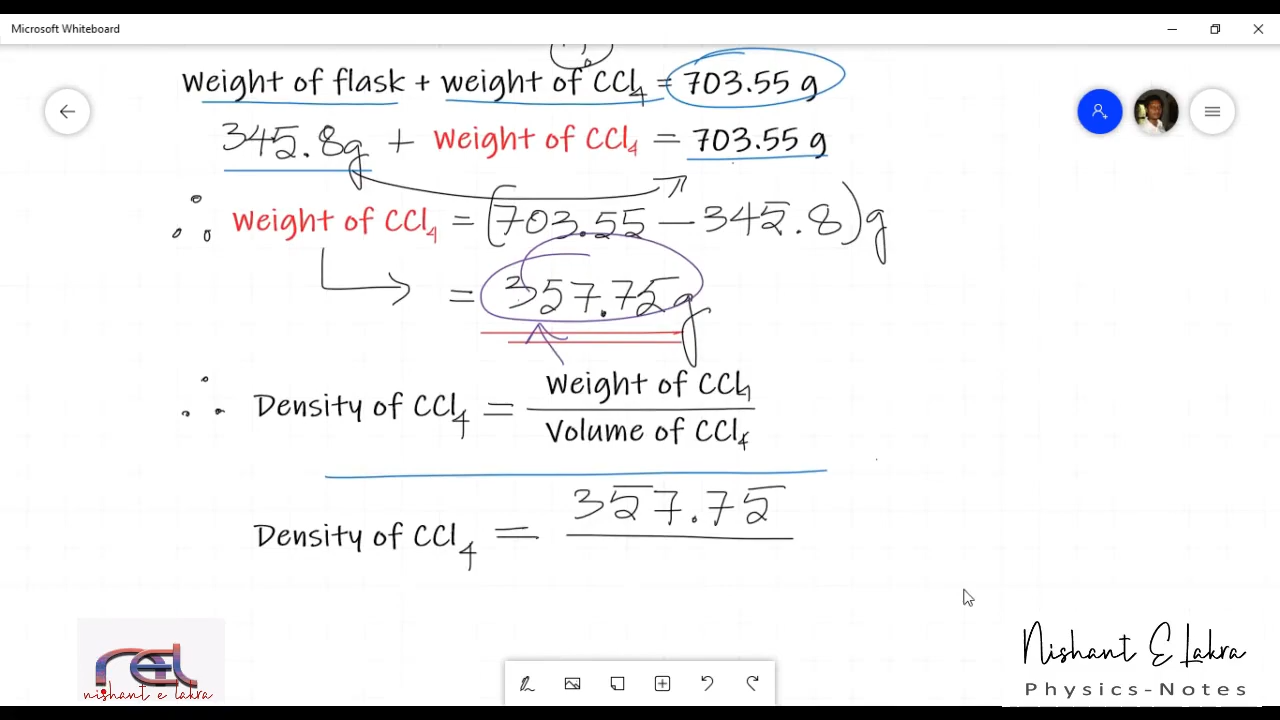 Microsoft Whiteboard
Weight of flask + weight of CCl4 = 703.55 g
345.8g + Weight of CCl4 = 703.55 g
∴ Weight of CCl4 = (703.55 – 345.8) g
= 357.75g
∴ Density of CCl4 = Weight of CCl4
Volume of CCl4
Density of CCl4 = 357.75
nel
nishant e lakra
Nishant E Lakra
Physics-Notes